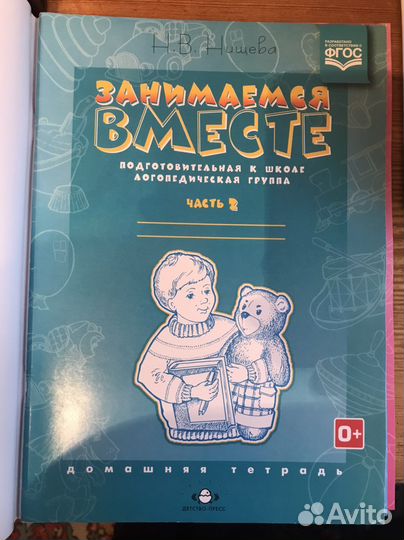 Н.В. Нищева
РАЗРАБОТАНО
В СООТВЕТСТВИИ С
ФГОС
ЗАНИМАЕМСЯ
ВМЕСТЕ
ПОДГОТОВИТЕЛЬНАЯ К ШКОЛЕ
ЛОГОПЕДИЧЕСКАЯ ГРУППА
ЧАСТЬ 2
0+
домашняя тетрадь
ДЕТСТВО-ПРЕСС
Avito